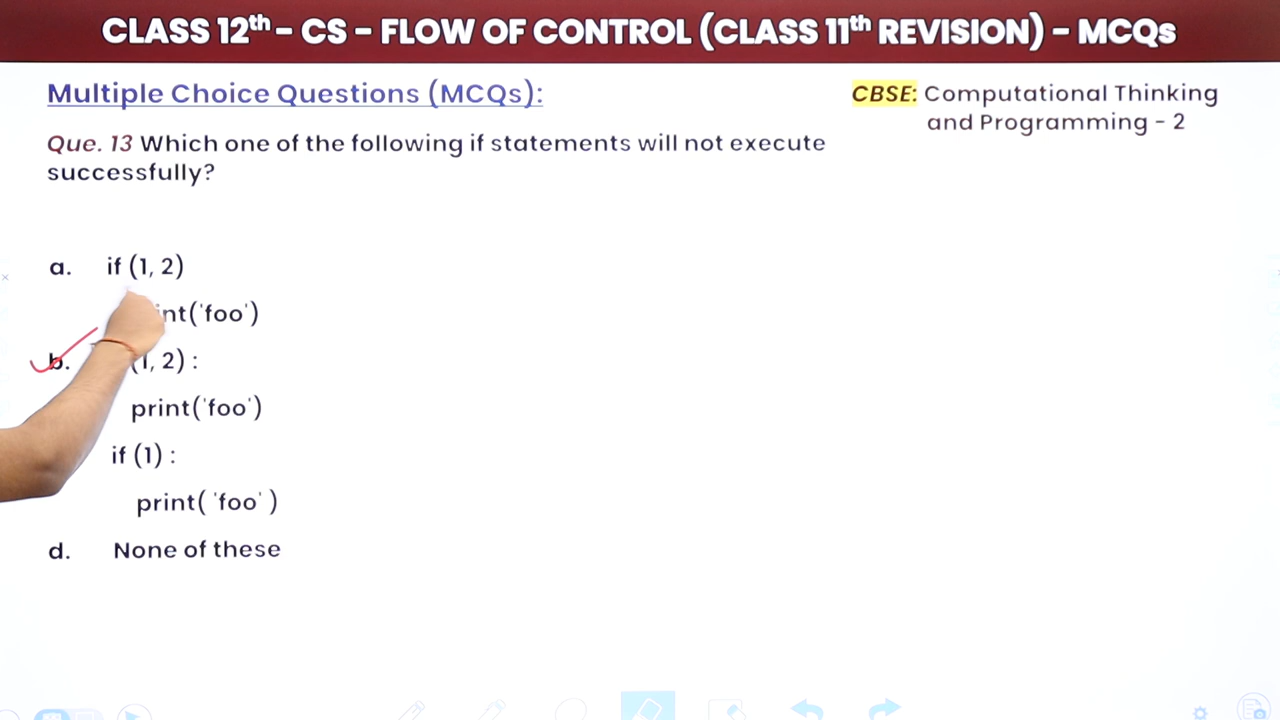 CLASS 12th - CS - FLOW OF CONTROL (CLASS 11th REVISION) - MCQs
Multiple Choice Questions (MCQs):
CBSE: Computational Thinking
and Programming - 2
Que. 13 Which one of the following if statements will not execute
successfully?
a. if (1, 2)
('foo')
b. 2) :
print('foo')
if (1) :
print( 'foo' )
d. None of these